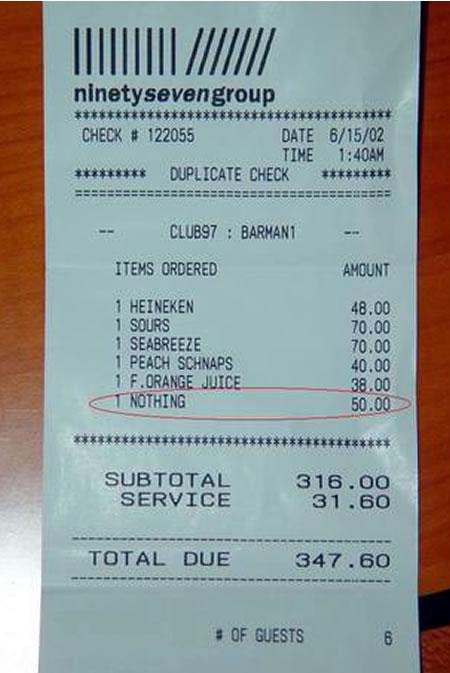 ninetysevengroup
****************************************
CHECK # 122055 DATE 6/15/02
TIME 1:40AM
********* DUPLICATE CHECK *********
========================================
-- CLUB97 : BARMAN1 --
ITEMS ORDERED AMOUNT
1 HEINEKEN 48.00
1 SOURS 70.00
1 SEABREEZE 70.00
1 PEACH SCHNAPS 40.00
1 F.ORANGE JUICE 38.00
1 NOTHING 50.00
****************************************
SUBTOTAL 316.00
SERVICE 31.60
----------------------------------------
TOTAL DUE 347.60
----------------------------------------
# OF GUESTS 6